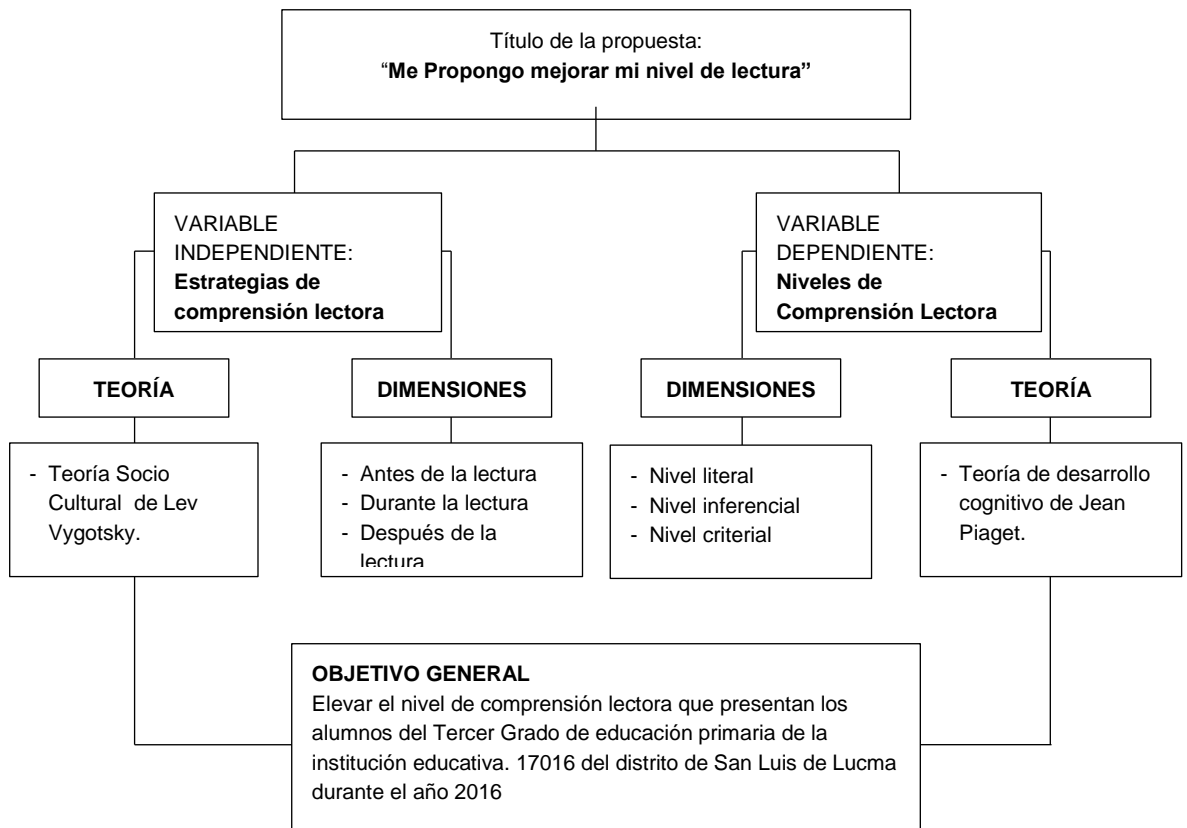 Título de la propuesta:
“Me Propongo mejorar mi nivel de lectura”
VARIABLE
INDEPENDIENTE:
Estrategias de
comprensión lectora
VARIABLE
DEPENDIENTE:
Niveles de
Comprensión Lectora
TEORÍA
DIMENSIONES
DIMENSIONES
TEORÍA
- Teoría Socio
Cultural de Lev
Vygotsky.
- Antes de la lectura
- Durante la lectura
- Después de la
lectura
- Nivel literal
- Nivel inferencial
- Nivel criterial
- Teoría de desarrollo
cognitivo de Jean
Piaget.
OBJETIVO GENERAL
Elevar el nivel de comprensión lectora que presentan los
alumnos del Tercer Grado de educación primaria de la
institución educativa. 17016 del distrito de San Luis de Lucma
durante el año 2016